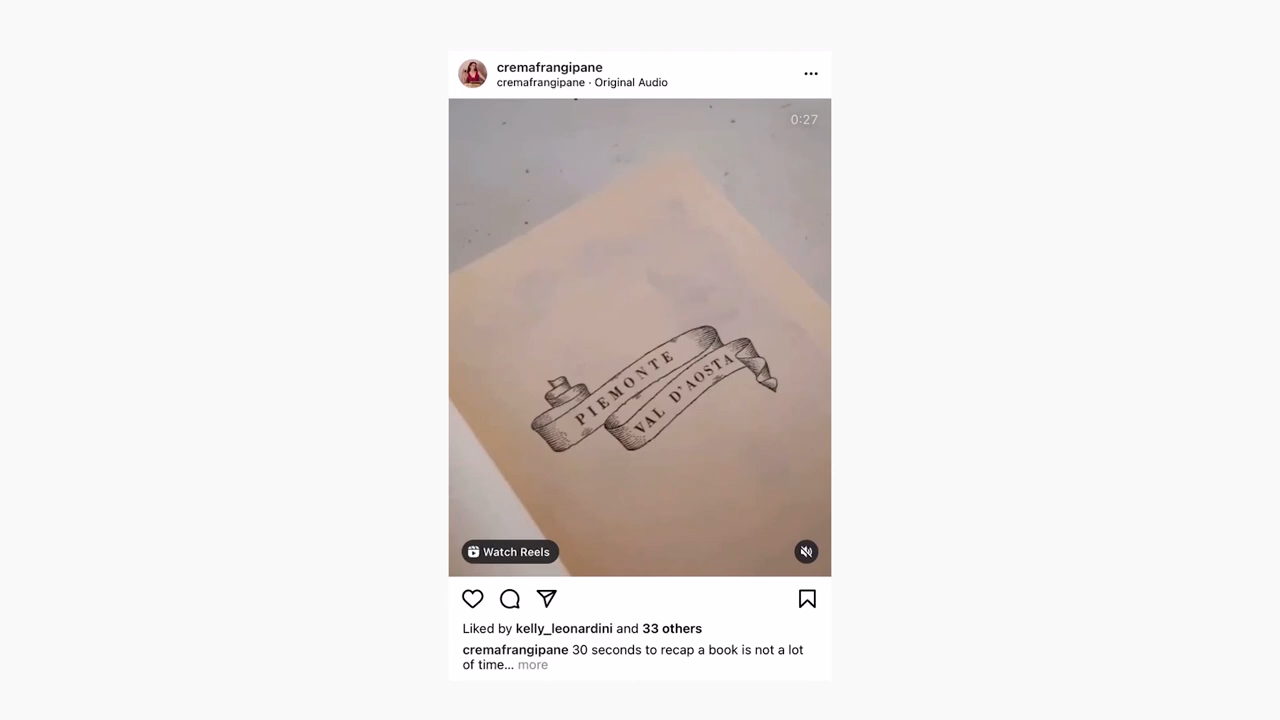 cremafrangipane
cremafrangipane · Original Audio
0:27
PIEMONTE
VAL D'AOSTA
Watch Reels
Liked by kelly_leonardini and 33 others
cremafrangipane 30 seconds to recap a book is not a lot
of time... more